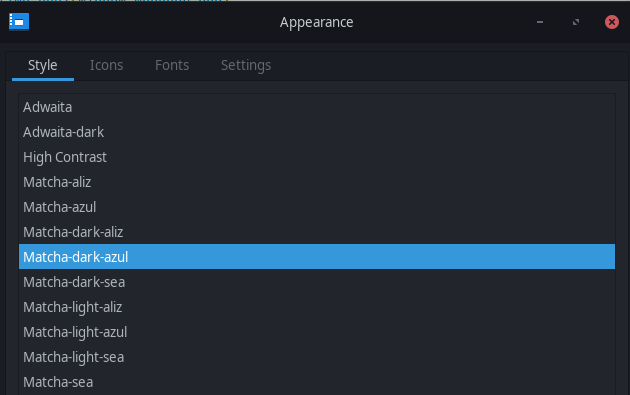 Appearance
Style Icons Fonts Settings
Adwaita
Adwaita-dark
High Contrast
Matcha-aliz
Matcha-azul
Matcha-dark-aliz
Matcha-dark-azul
Matcha-dark-sea
Matcha-light-aliz
Matcha-light-azul
Matcha-light-sea
Matcha-sea